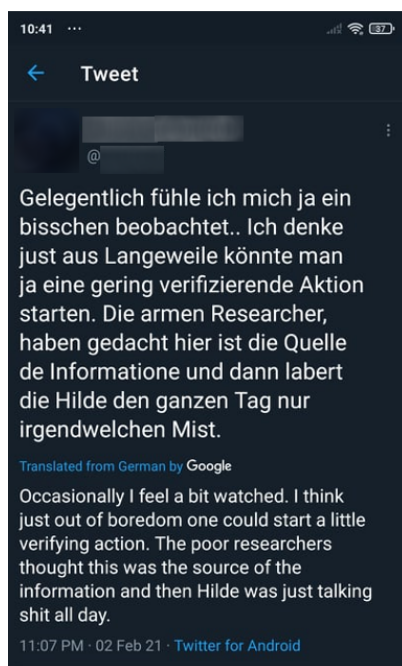 10:41 ...
37
Tweet
@
Gelegentlich fühle ich mich ja ein
bisschen beobachtet.. Ich denke
just aus Langeweile könnte man
ja eine gering verifizierende Aktion
starten. Die armen Researcher,
haben gedacht hier ist die Quelle
de Informatione und dann labert
die Hilde den ganzen Tag nur
irgendwelchen Mist.
Translated from German by Google
Occasionally I feel a bit watched. I think
just out of boredom one could start a little
verifying action. The poor researchers
thought this was the source of the
information and then Hilde was just talking
shit all day.
11:07 PM · 02 Feb 21 · Twitter for Android